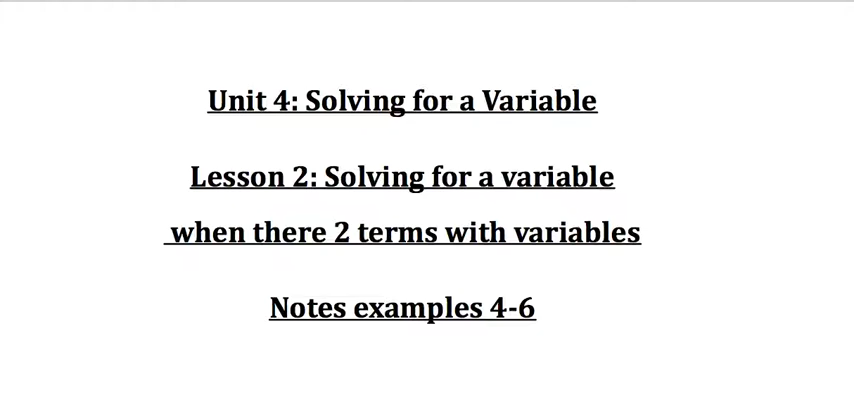 Unit 4: Solving for a Variable
Lesson 2: Solving for a variable
when there 2 terms with variables
Notes examples 4-6